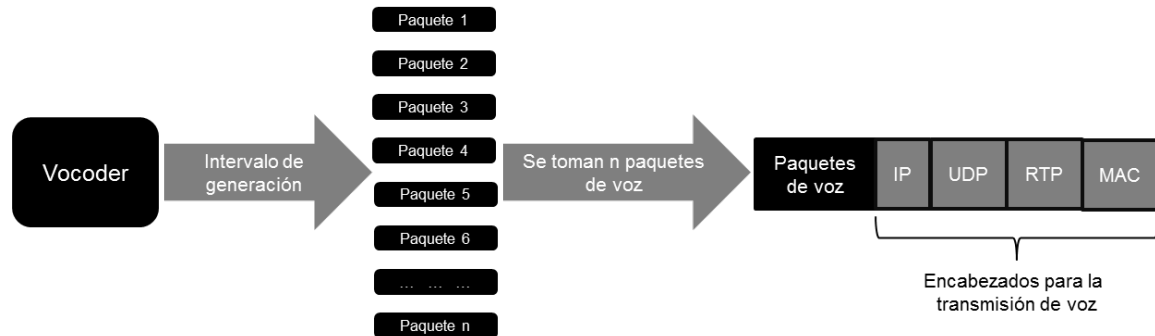 Vocoder
Intervalo de
generación
Paquete 1
Paquete 2
Paquete 3
Paquete 4
Paquete 5
Paquete 6
... ... ...
Paquete n
Se toman n paquetes
de voz
Paquetes
de voz
IP
UDP
RTP
MAC
Encabezados para la
transmisión de voz